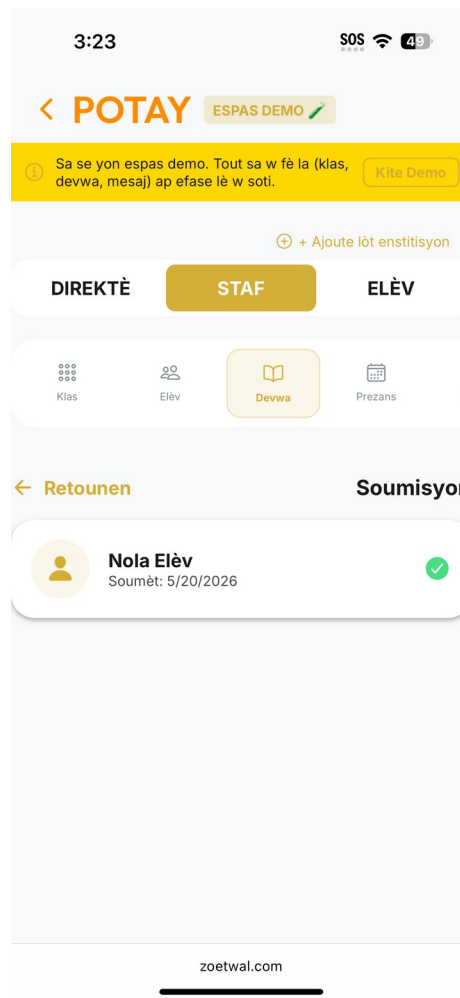 3:23
SOS
49
POTAY
ESPAS DEMO
Sa se yon espas demo. Tout sa w fè la (klas,
devwa, mesaj) ap efase lè w soti.
Kite Demo
+ Ajoute lòt enstitisyon
DIREKTÈ
STAF
ELÈV
Klas
Elèv
Devwa
Prezans
Retounen
Soumisyon
Nola Elèv
Soumèt: 5/20/2026
zoetwal.com